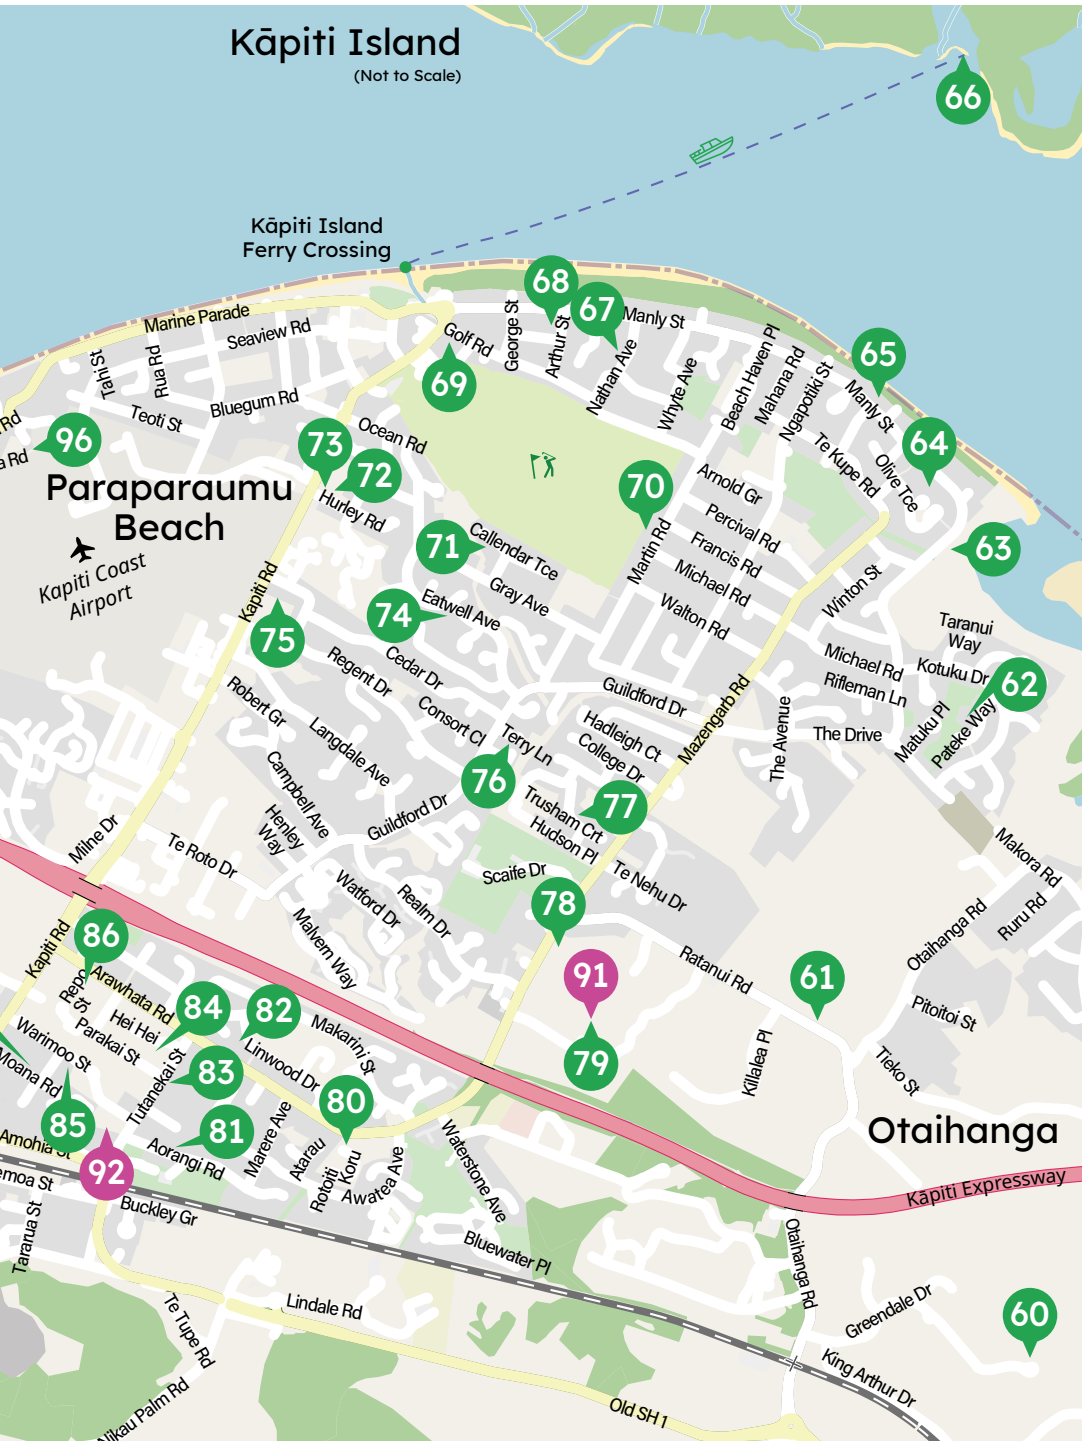 Kāpiti Island
(Not to Scale)
66
Kāpiti Island
Ferry Crossing
68
67
Marine Parade
Seaview Rd
George St
Arthur St
Manly St
Golf Rd
69
Nathan Ave
Whyte Ave
Beach Haven Pl
Mahana Rd
Ngapotiki St
65
Manly St
Tahi St
Rua Rd
Teoti St
Bluegum Rd
Rd
a Rd
96
73
72
Ocean Rd
Hurley Rd
Te Kupe Rd
Olive Tce
64
Paraparaumu
Beach
Kapiti Coast
Airport
70
Arnold Gr
Percival Rd
Francis Rd
Michael Rd
Walton Rd
Martin Rd
71
Callendar Tce
Gray Ave
63
Kapiti Rd
74
Eatwell Ave
Winton St
75
Cedar Dr
Regent Dr
Consort Cl
Taranui
Way
Michael Rd
Rifleman Ln
Kotuku Dr
62
Robert Gr
Langdale Ave
Guildford Dr
Mazengarb Rd
The Avenue
The Drive
Matuku Pl
Pateke Way
Terry Ln
Hadleigh Ct
College Dr
76
77
Campbell Ave
Henley
Way
Guildford Dr
Trusham Crt
Hudson Pl
Milne Dr
Te Roto Dr
Makora Rd
Scaife Dr
Te Nehu Dr
Watford Dr
Realm Dr
Malvern Way
78
Otaihanga Rd
Ruru Rd
Kapiti Rd
86
91
Ratanui Rd
61
Repo
St
Arawhata Rd
84
82
Hei Hei
Parakai St
Makarini St
Pitoitoi St
Warimoo St
Moana Rd
Linwood Dr
79
Killalea Pl
Tieko St
Tutanekai St
83
80
85
81
Otaihanga
Amohia St
92
Aorangi Rd
Marere Ave
Atarau
Rotoiti
Koru
Awatea Ave
Waterstone Ave
emoa St
Kāpiti Expressway
Buckley Gr
Tararua St
Bluewater Pl
Otaihanga Rd
Lindale Rd
Te Tupe Rd
Greendale Dr
60
King Arthur Dr
Nikau Palm Rd
Old SH 1